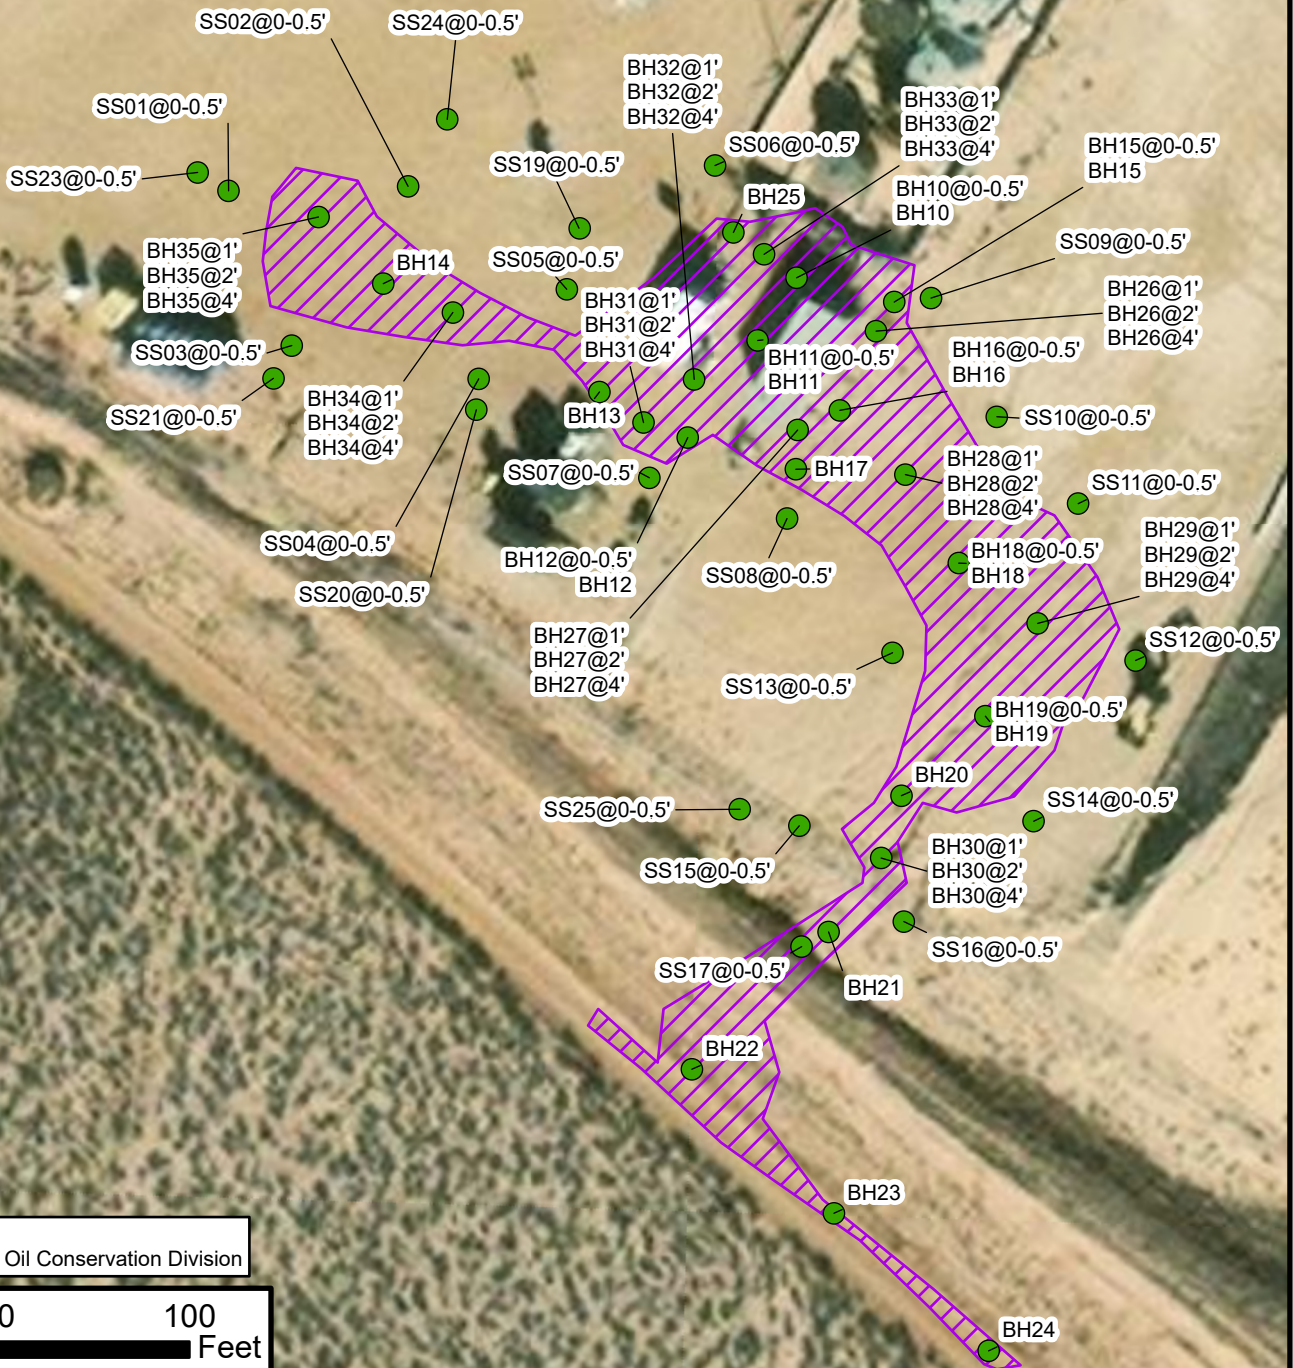 SS02@0-0.5'
SS24@0-0.5'
SS01@0-0.5'
SS23@0-0.5'
BH32@1'
BH32@2'
BH32@4'
BH33@1'
BH33@2'
BH33@4'
SS19@0-0.5'
SS06@0-0.5'
BH15@0-0.5'
BH15
BH25
BH10@0-0.5'
BH10
BH35@1'
BH35@2'
BH35@4'
BH14
SS05@0-0.5'
SS09@0-0.5'
BH31@1'
BH31@2'
BH31@4'
BH26@1'
BH26@2'
BH26@4'
SS03@0-0.5'
BH11@0-0.5'
BH11
BH16@0-0.5'
BH16
SS21@0-0.5'
BH34@1'
BH34@2'
BH34@4'
BH13
SS10@0-0.5'
SS07@0-0.5'
BH17
BH28@1'
BH28@2'
BH28@4'
SS11@0-0.5'
SS04@0-0.5'
BH12@0-0.5'
BH12
SS08@0-0.5'
BH18@0-0.5'
BH18
BH29@1'
BH29@2'
BH29@4'
SS20@0-0.5'
BH27@1'
BH27@2'
BH27@4'
SS12@0-0.5'
SS13@0-0.5'
BH19@0-0.5'
BH19
BH20
SS25@0-0.5'
SS14@0-0.5'
SS15@0-0.5'
BH30@1'
BH30@2'
BH30@4'
SS16@0-0.5'
SS17@0-0.5'
BH21
BH22
BH23
Oil Conservation Division
0 100
Feet
BH24